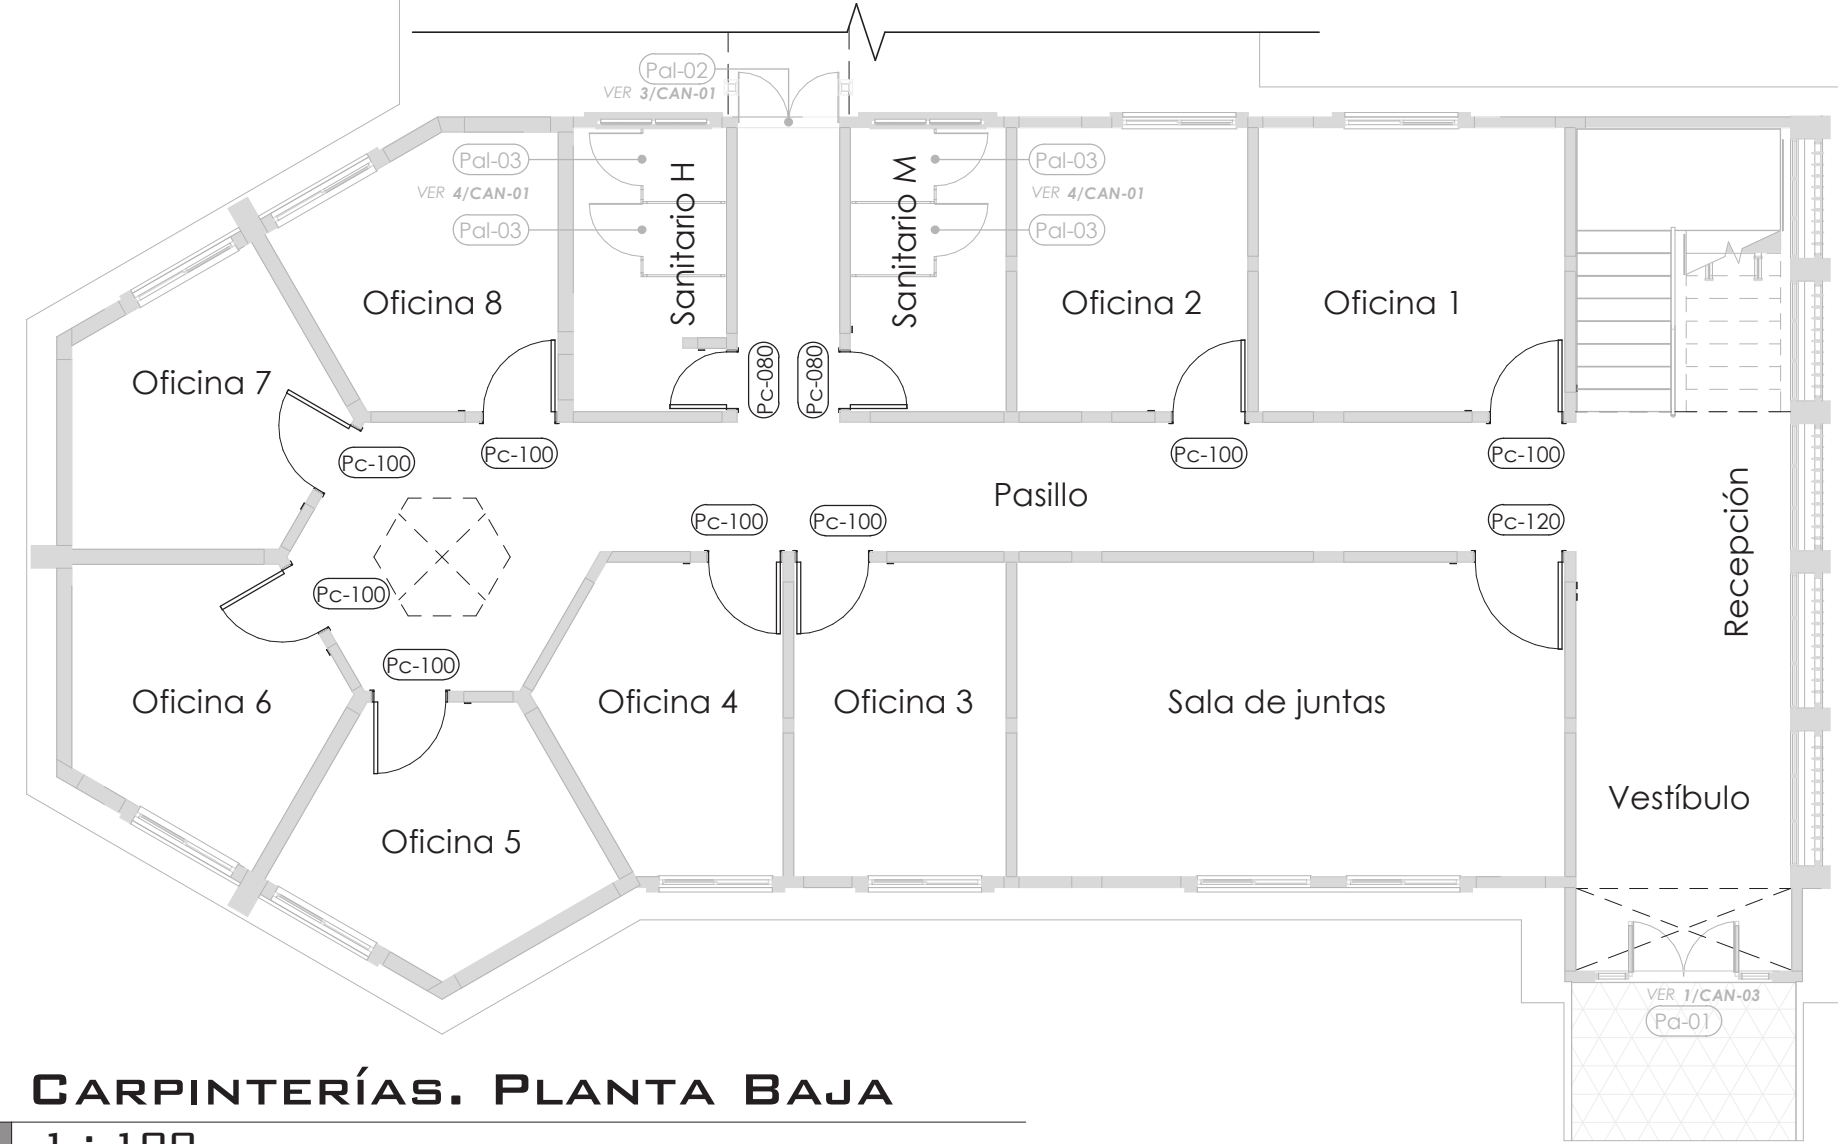 Pal-02
VER 3/CAN-01
Pal-03
Pal-03
VER 4/CAN-01
VER 4/CAN-01
Pal-03
Pal-03
Sanitario H
Sanitario M
Oficina 8
Oficina 2
Oficina 1
Oficina 7
Pc-080
Pc-080
Pc-100
Pc-100
Pc-100
Pc-100
Pasillo
Recepción
Pc-100
Pc-100
Pc-120
Pc-100
Pc-100
Oficina 6
Oficina 4
Oficina 3
Sala de juntas
Vestíbulo
Oficina 5
VER 1/CAN-03
Pa-01
CARPINTERÍAS. PLANTA BAJA
1 : 100